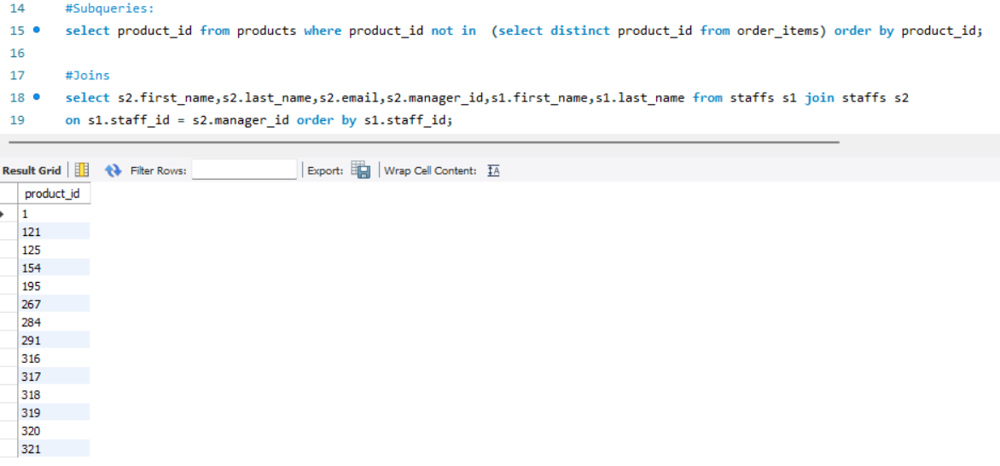 14 #Subqueries:
15 select product_id from products where product_id not in  (select distinct product_id from order_items) order by product_id;
16
17 #Joins
18 select s2.first_name,s2.last_name,s2.email,s2.manager_id,s1.first_name,s1.last_name from staffs s1 join staffs s2
19 on s1.staff_id = s2.manager_id order by s1.staff_id;
Result Grid Filter Rows: Export: Wrap Cell Content: IA
product_id
1
121
125
154
195
267
284
291
316
317
318
319
320
321